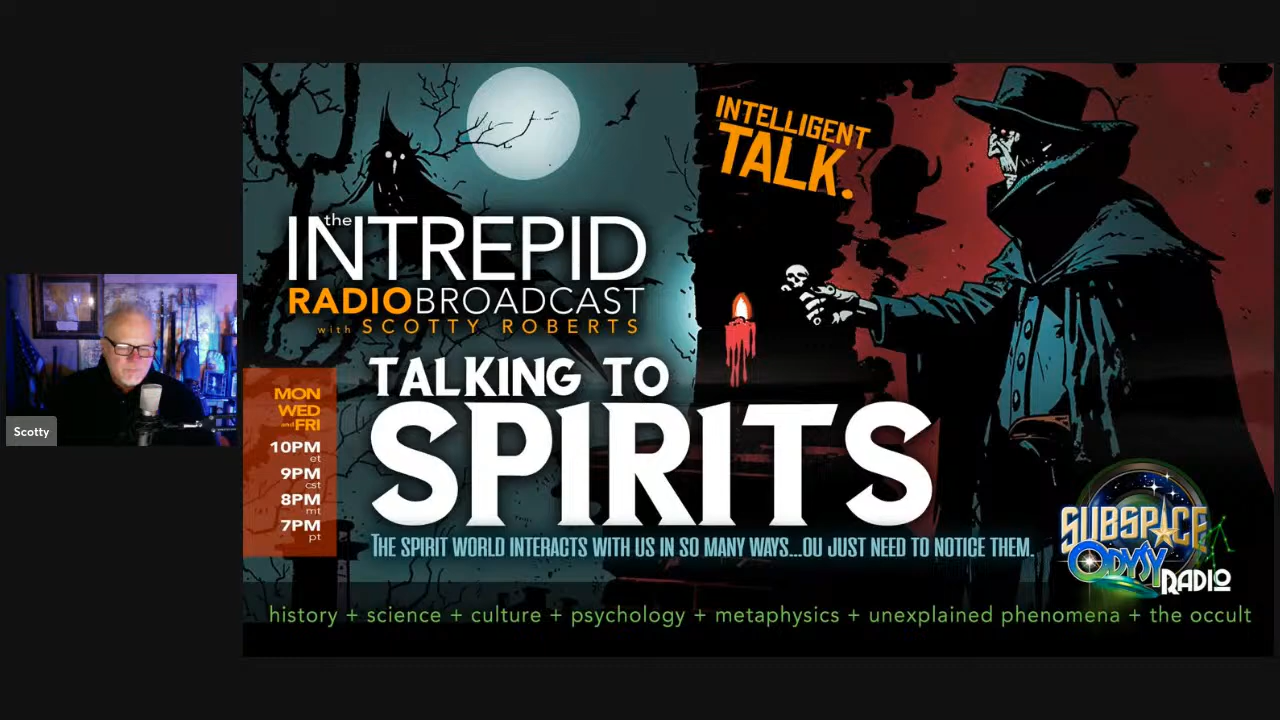 the
INTREPID
RADIOBROADCAST
with SCOTTY ROBERTS
INTELLIGENT
TALK.
TALKING TO
SPIRITS
THE SPIRIT WORLD INTERACTS WITH US IN SO MANY WAYS...OU JUST NEED TO NOTICE THEM.
MON
WED
and FRI
10PM
et
9PM
cst
8PM
mt
7PM
pt
Scotty
SUBSPACE
ODYSY
RADIO
history + science + culture + psychology + metaphysics + unexplained phenomena + the occult